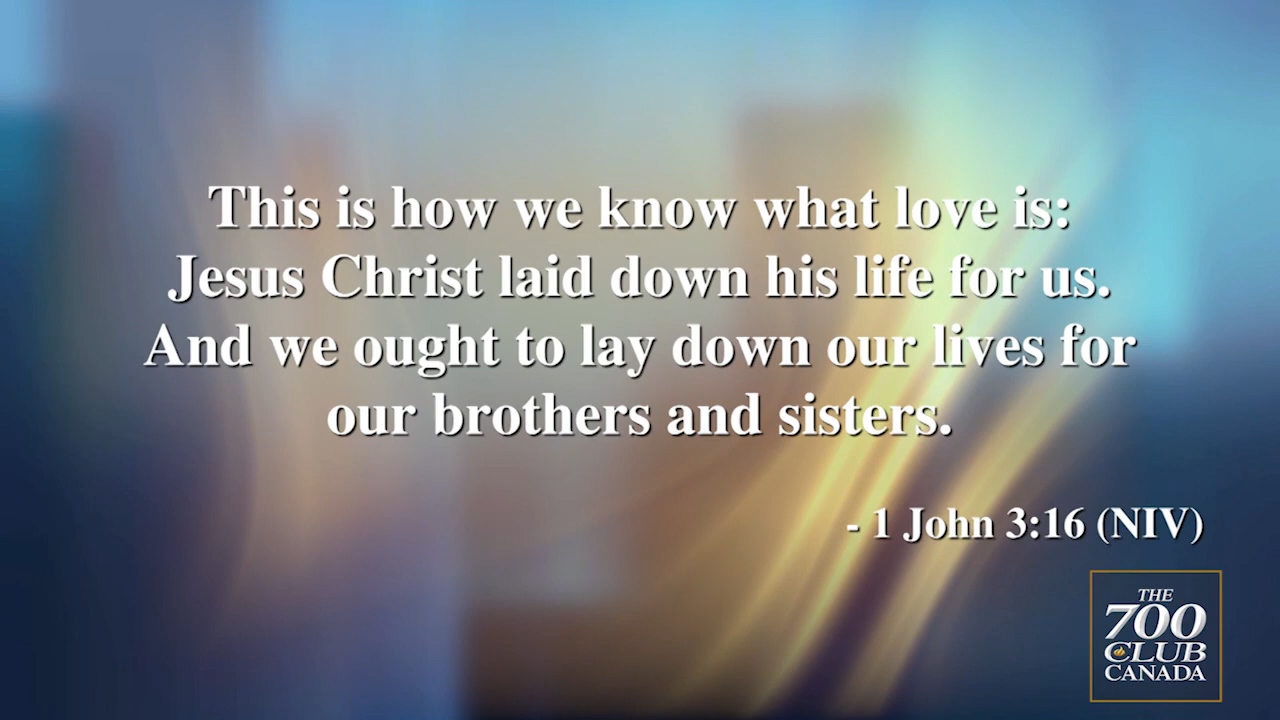 This is how we know what love is:
Jesus Christ laid down his life for us.
And we ought to lay down our lives for
our brothers and sisters.
- 1 John 3:16 (NIV)
THE
700
CLUB
CANADA